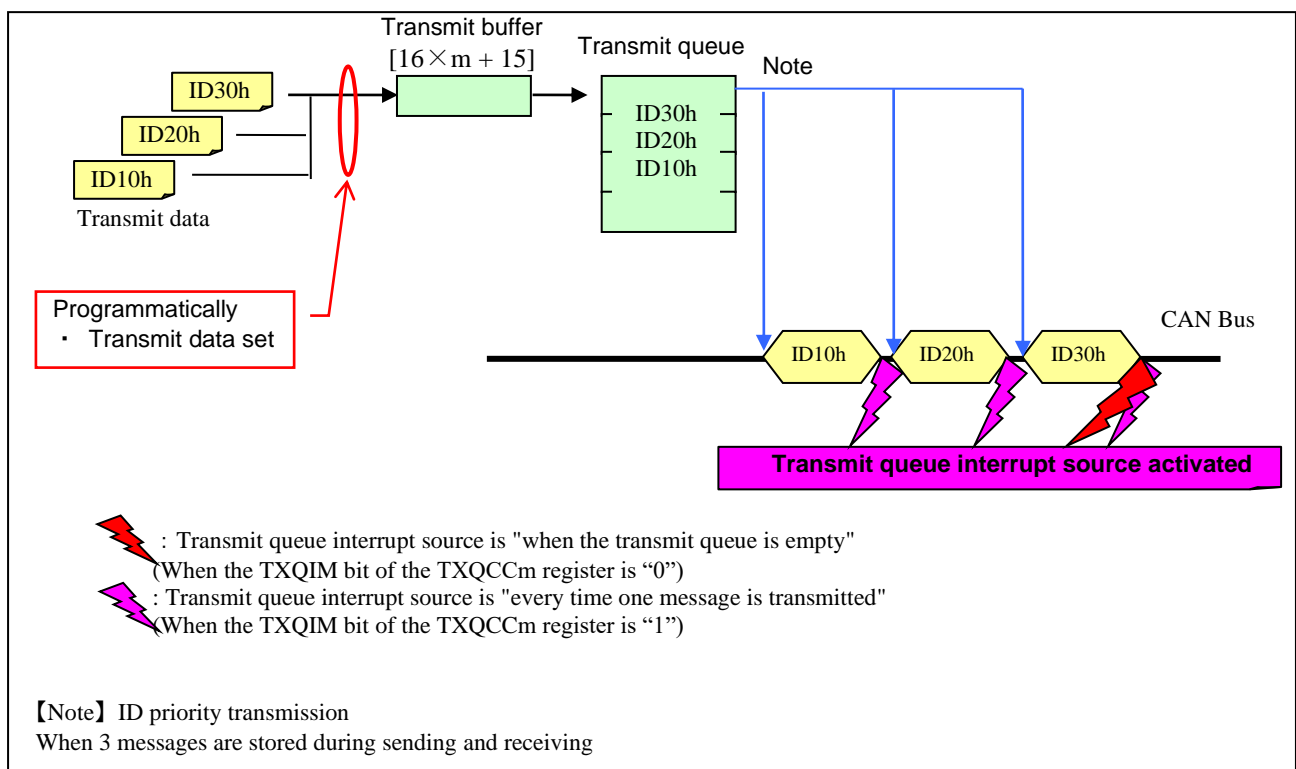 Transmit buffer
[16×m + 15]
Transmit queue
Note
ID30h
ID20h
ID10h
Transmit data
ID30h
ID20h
ID10h
Programmatically
・ Transmit data set
CAN Bus
ID10h
ID20h
ID30h
Transmit queue interrupt source activated
: Transmit queue interrupt source is "when the transmit queue is empty"
(When the TXQIM bit of the TXQCCm register is “0”)
: Transmit queue interrupt source is "every time one message is transmitted"
(When the TXQIM bit of the TXQCCm register is “1”)
【Note】ID priority transmission
When 3 messages are stored during sending and receiving